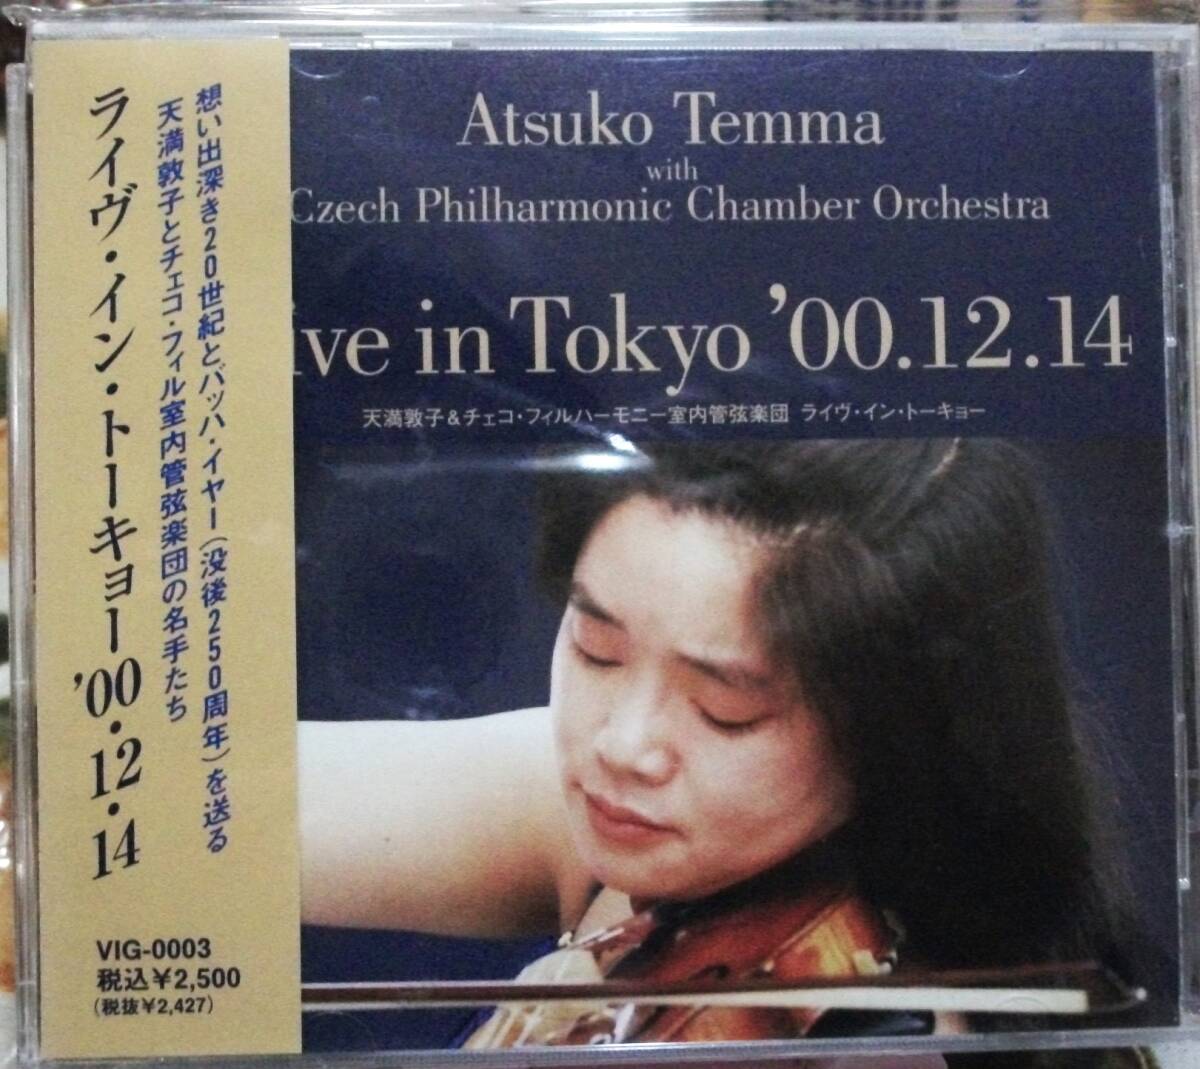 想い出深き20世紀とバッハ・イヤー(没後250周年)を送る
天満敦子とチェコ・フィル室内管弦楽団の名手たち
ライヴ・イン・トーキョー'00・12・14
VIG-0003
税込¥2,500
(税抜¥2,427)
Atsuko Temma
with
Czech Philharmonic Chamber Orchestra
ive in Tokyo '00.12.14
天満敦子&チェコ・フィルハーモニー室内管弦楽団 ライヴ・イン・トーキョー